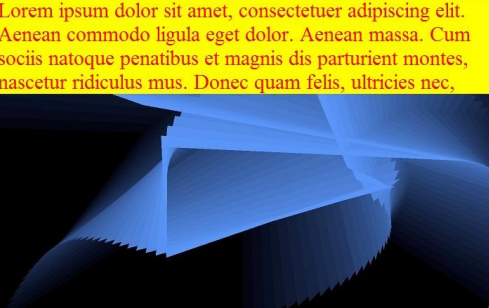 Lorem ipsum dolor sit amet, consectetuer adipiscing elit.
Aenean commodo ligula eget dolor. Aenean massa. Cum
sociis natoque penatibus et magnis dis parturient montes,
nascetur ridiculus mus. Donec quam felis, ultricies nec,